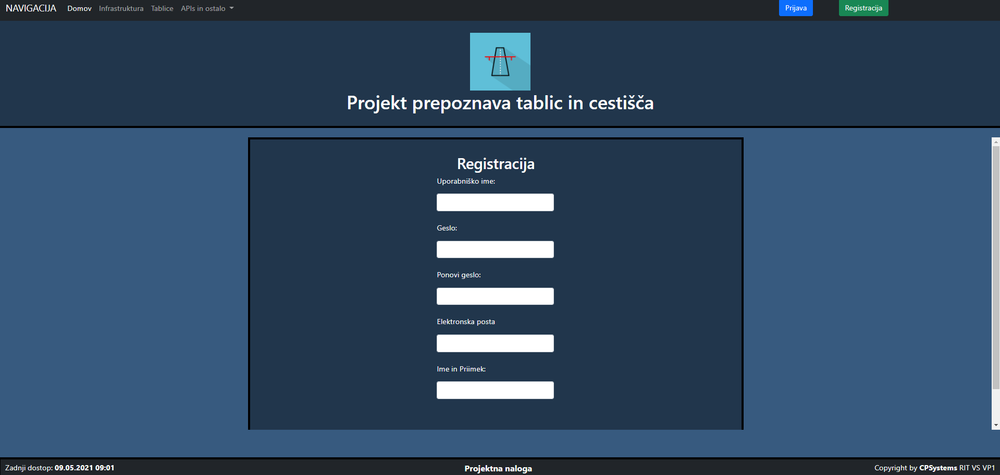 NAVIGACIJA Domov Infrastruktura Tablice APIs in ostalo Prijava Registracija
Projekt prepoznava tablic in cestišča
Registracija
Uporabniško ime:
Geslo:
Ponovi geslo:
Elektronska posta
Ime in Priimek:
Zadnji dostop: 09.05.2021 09:01 Projektna naloga Copyright by CPSystems RIT VS VP1